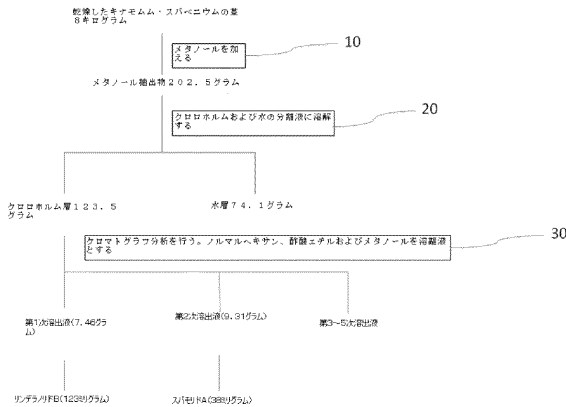 乾燥したキナモムム・スバベニウムの茎
8キログラム
10
メタノールを加
える
メタノール抽出物202.5グラム
20
クロロホルムおよび水の分離液に溶解
する
クロロホルム層123.5
グラム
水層74.1グラム
クロマトグラフ分析を行う。ノルマルヘキサン、酢酸エチルおよびメタノールを溶離液
とする
30
第1次溶出液(7.46グラ
ム)
第2次溶出液(9.31グラム)
第3~5次溶出液
リンデラノリドB(123ミリグラム)
スバモリドA(38ミリグラム)